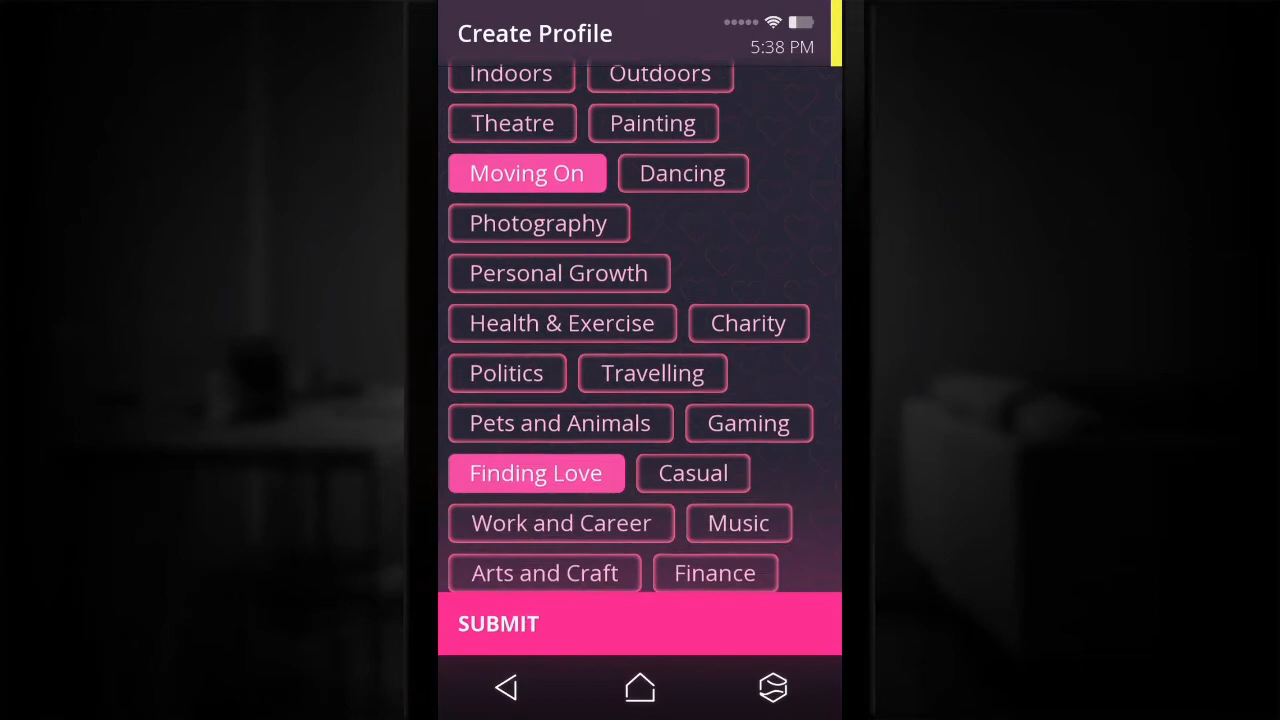 Create Profile
5:38 PM
Indoors Outdoors
Theatre Painting
Moving On Dancing
Photography
Personal Growth
Health & Exercise Charity
Politics Travelling
Pets and Animals Gaming
Finding Love Casual
Work and Career Music
Arts and Craft Finance
SUBMIT